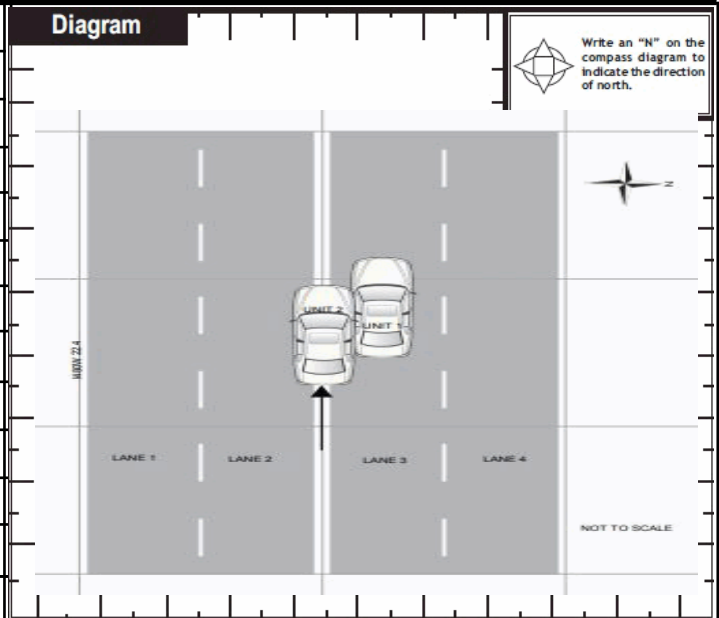 Diagram
Write an “N” on the
compass diagram to
indicate the direction
of north.
N
UNIT 2
UNIT 1
I-80W 22.4
LANE 1
LANE 2
LANE 3
LANE 4
NOT TO SCALE